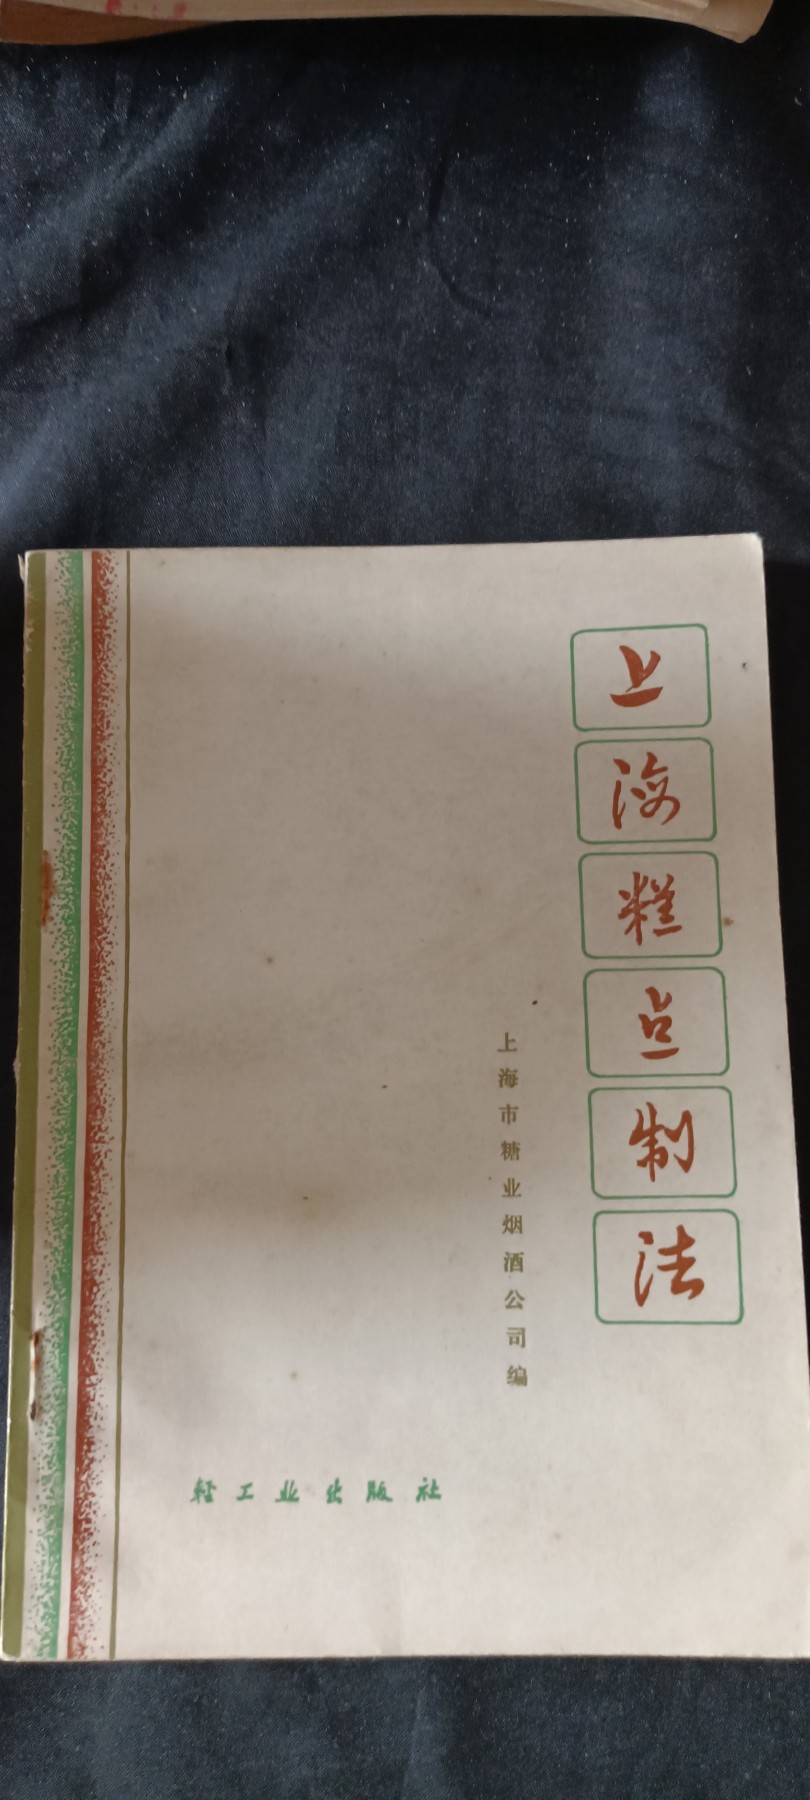 上海糕点制法
上海市糖业烟酒公司编
轻工业出版社